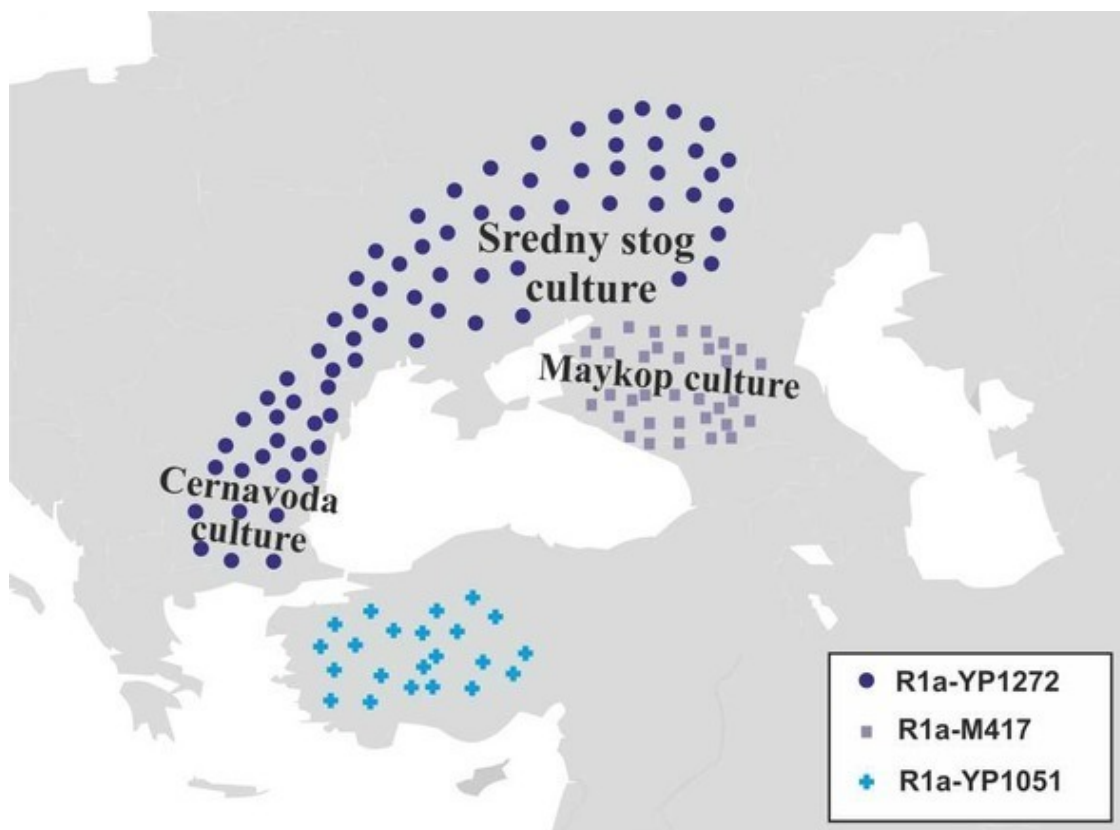 Sredny stog
culture
Maykop culture
Cernavoda
culture
R1a-YP1272
R1a-M417
R1a-YP1051